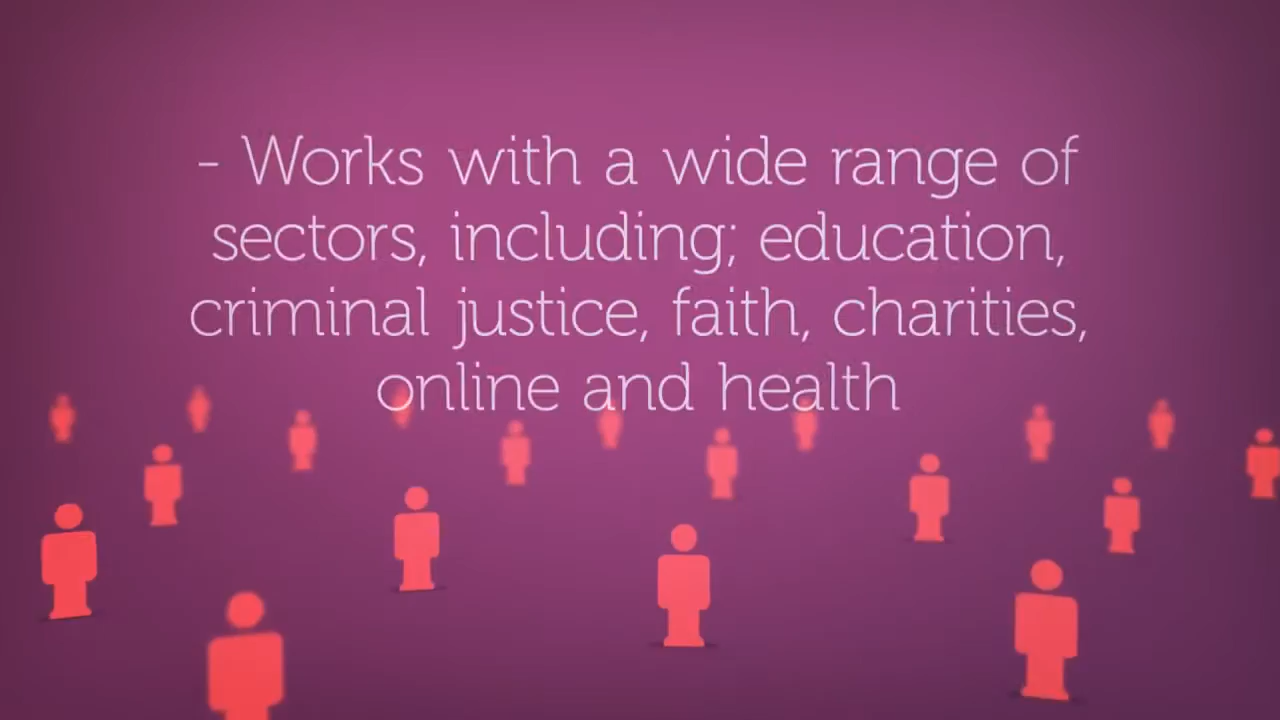 - Works with a wide range of
sectors, including; education,
criminal justice, faith, charities,
online and health